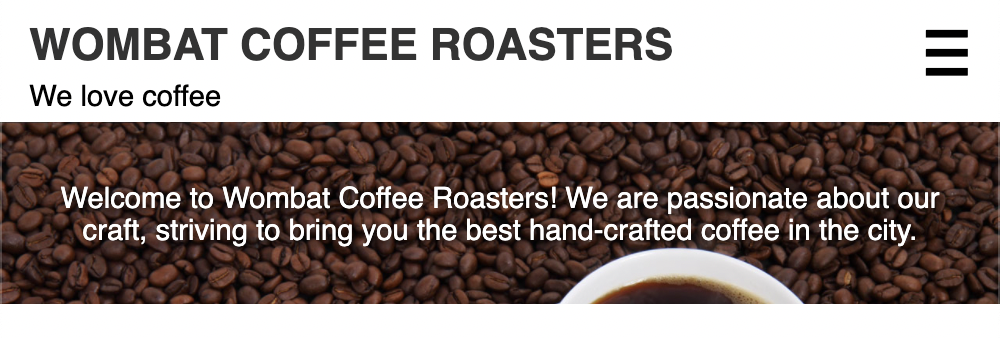 WOMBAT COFFEE ROASTERS
We love coffee
Welcome to Wombat Coffee Roasters! We are passionate about our
craft, striving to bring you the best hand-crafted coffee in the city.